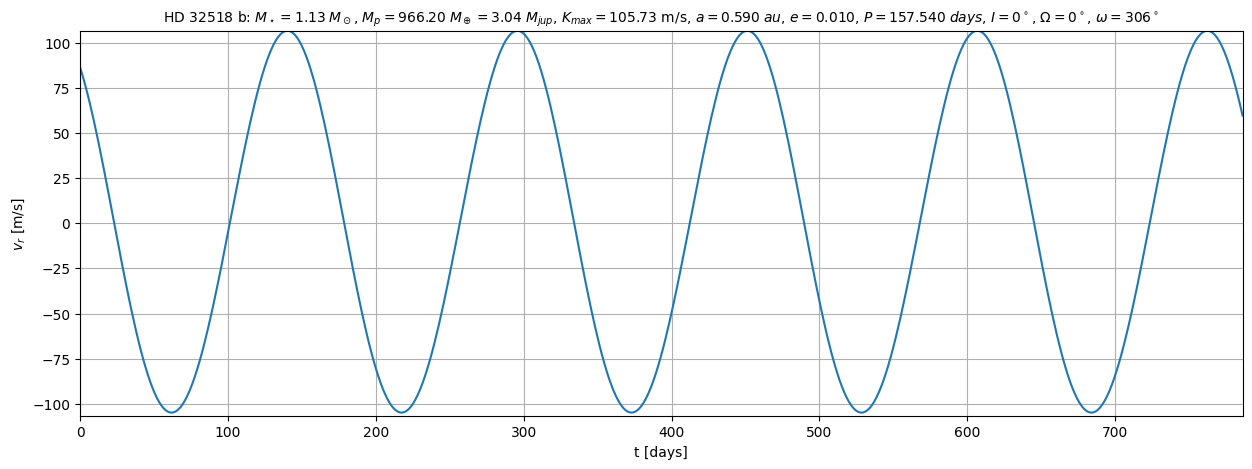 HD 32518 b: M⋆ = 1.13 M⊙, Mp = 966.20 M⊕ = 3.04 Mjup, Kmax = 105.73 m/s, a = 0.590 au, e = 0.010, P = 157.540 days, I = 0°, Ω = 0°, ω = 306°
100
75
50
25
0
−25
−50
−75
−100
vr [m/s]
0 100 200 300 400 500 600 700
t [days]